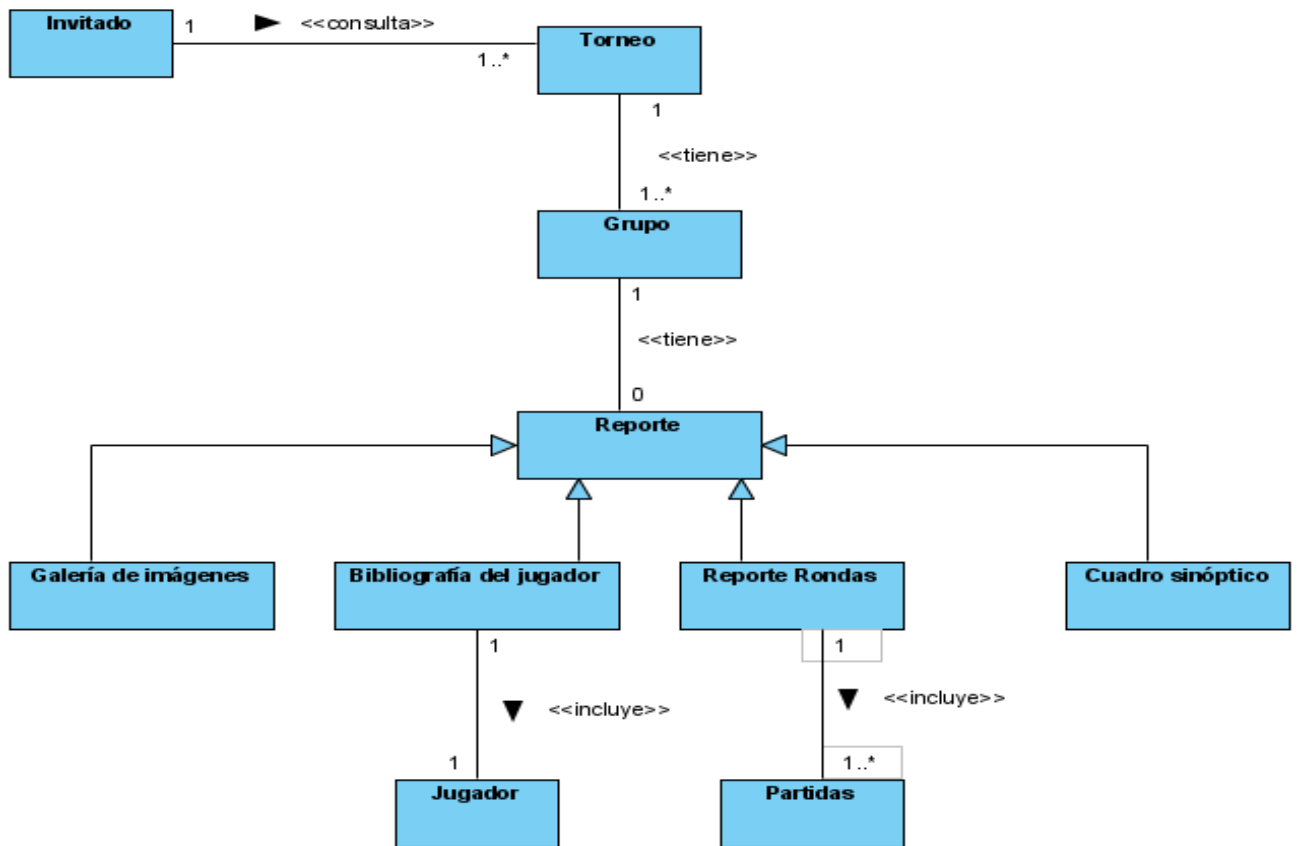 Invitado
1
<<consulta>>
1..*
Torneo
1
<<tiene>>
1..*
Grupo
1
<<tiene>>
0
Reporte
Galería de imágenes
Bibliografía del jugador
Reporte Rondas
Cuadro sinóptico
1
1
<<incluye>>
<<incluye>>
1
1..*
Jugador
Partidas